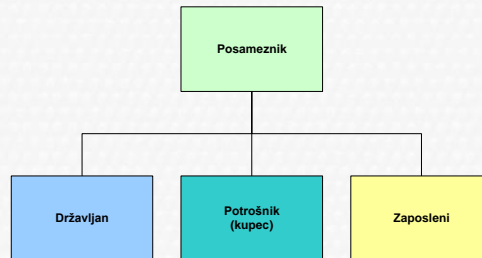 Posameznik
Državljan
Potrošnik
(kupec)
Zaposleni